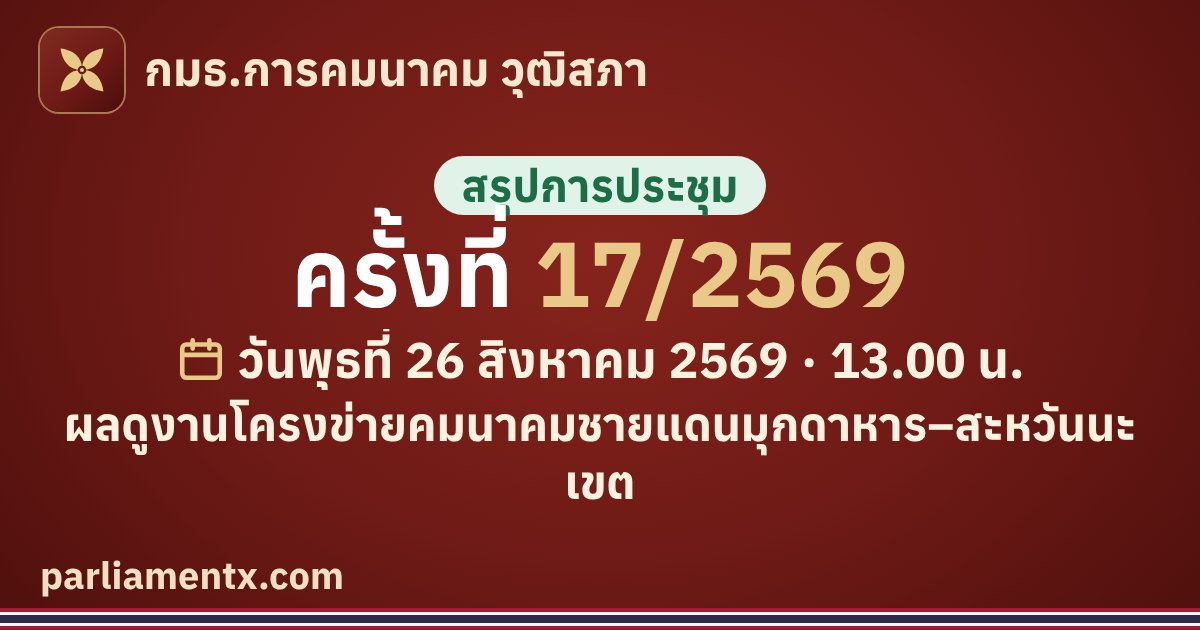 กมธ.การคมนาคม วุฒิสภา
สรุปการประชุม
ครั้งที่ 17/2569
วันพุธที่ 26 สิงหาคม 2569 · 13.00 น.
ผลดูงานโครงข่ายคมนาคมชายแดนมุกดาหาร–สะหวันนะ
เขต
parliamentx.com